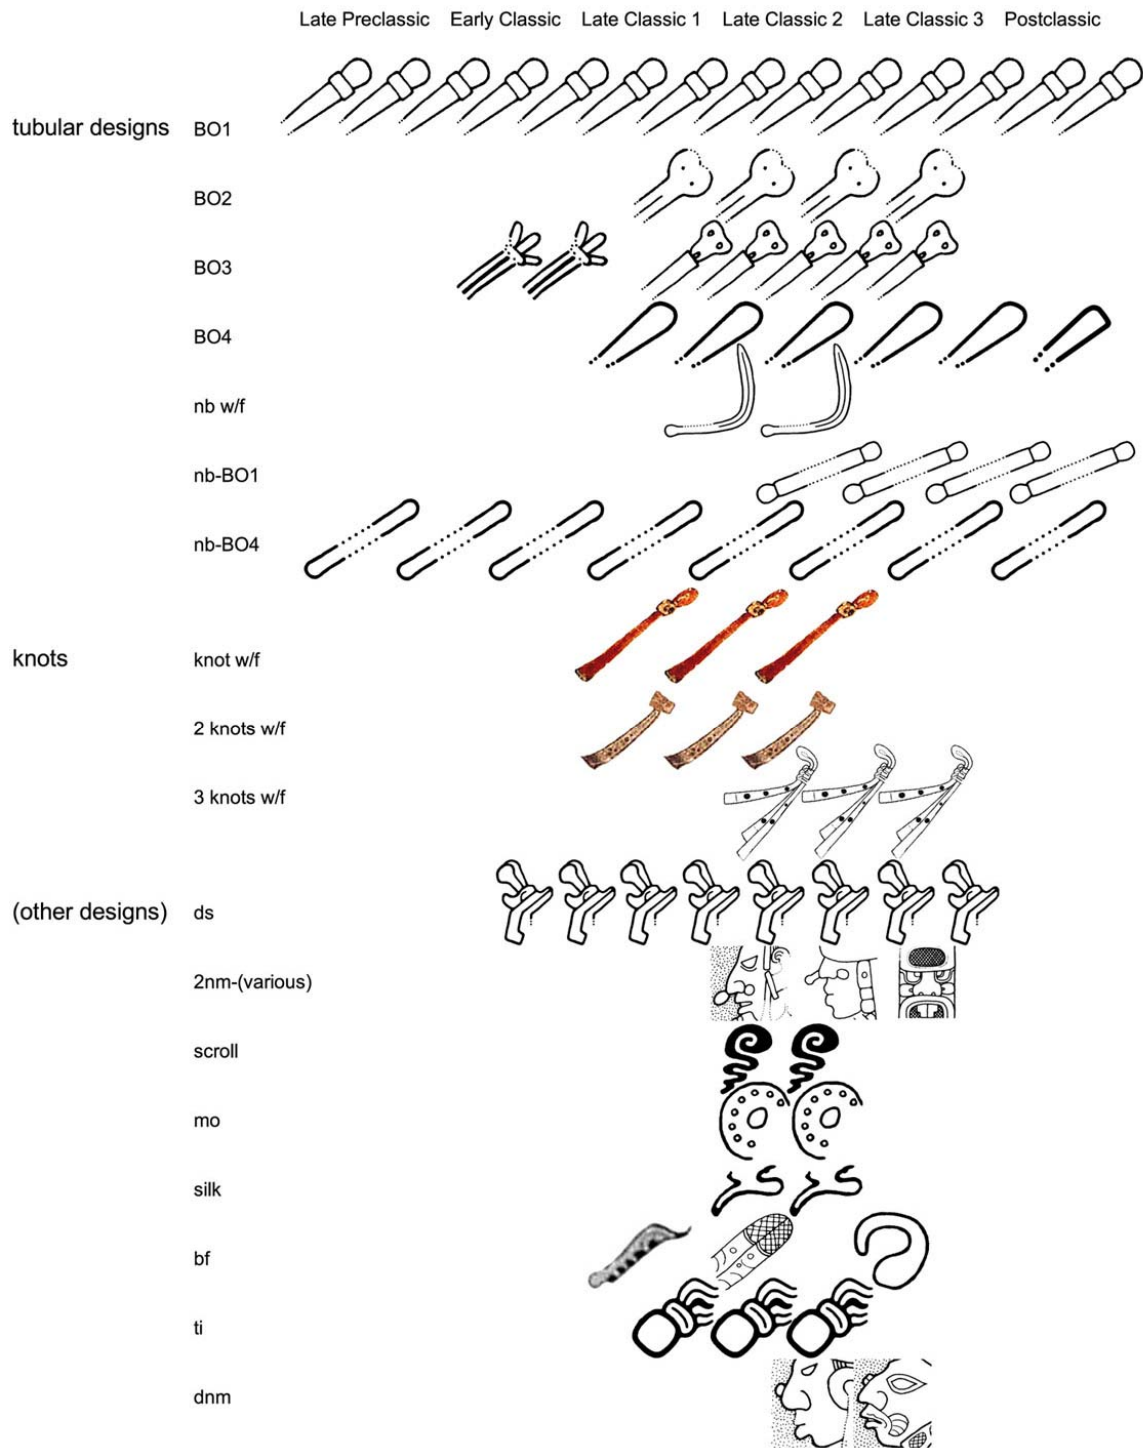 Late Preclassic Early Classic Late Classic 1 Late Classic 2 Late Classic 3 Postclassic
tubular designs BO1
BO2
BO3
BO4
nb w/f
nb-BO1
nb-BO4
knots knot w/f
2 knots w/f
3 knots w/f
(other designs) ds
2nm-(various)
scroll
mo
silk
bf
ti
dnm